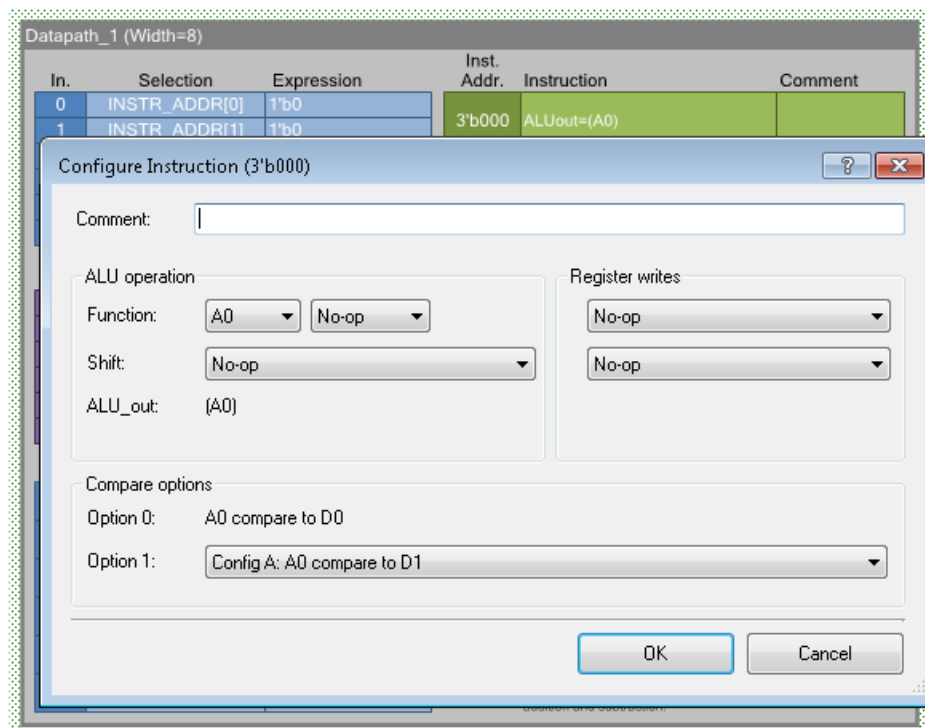 Datapath_1 (Width=8)
In. Selection Expression Inst. Addr. Instruction Comment
0 INSTR_ADDR[0] 1'b0
1 INSTR_ADDR[1] 1'b0
3'b000 ALUout=(A0)
Configure Instruction (3'b000)
Comment:
ALU operation
Function: A0 No-op
Shift: No-op
ALU_out: (A0)
Register writes
No-op
No-op
Compare options
Option 0: A0 compare to D0
Option 1: Config A: A0 compare to D1
OK Cancel